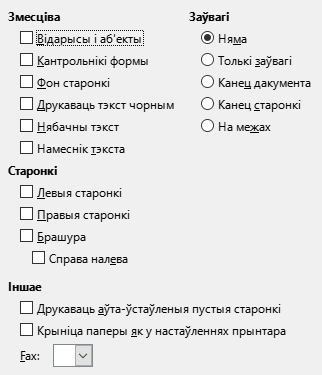 Змесціва
Відарысы і аб'екты
Кантрольнікі формы
Фон старонкі
Друкаваць тэкст чорным
Нябачны тэкст
Намеснік тэкста
Заўвагі
Няма
Толькі заўвагі
Канец дакумента
Канец старонкі
На межах
Старонкі
Левыя старонкі
Правыя старонкі
Брашура
Справа налева
Іншае
Друкаваць аўта-ўстаўленыя пустыя старонкі
Крыніца паперы як у настаўленнях прынтара
Fax: